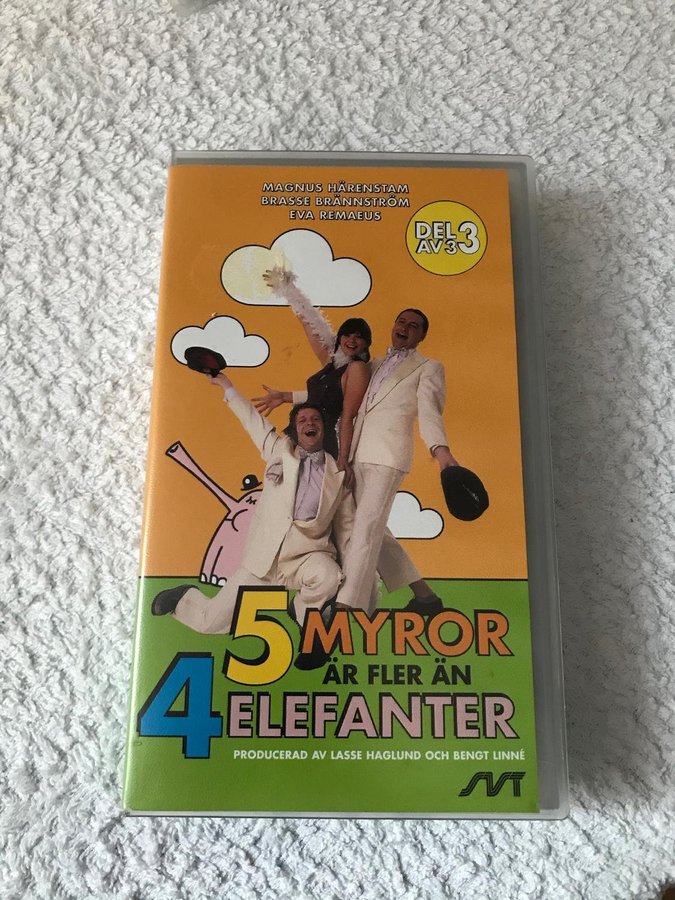 MAGNUS HÄRENSTAM
BRASSE BRÄNNSTRÖM
EVA REMAEUS
DEL 3
AV 3
5 MYROR
ÄR FLER ÄN
4 ELEFANTER
PRODUCERAD AV LASSE HAGLUND OCH BENGT LINNÉ
SVT